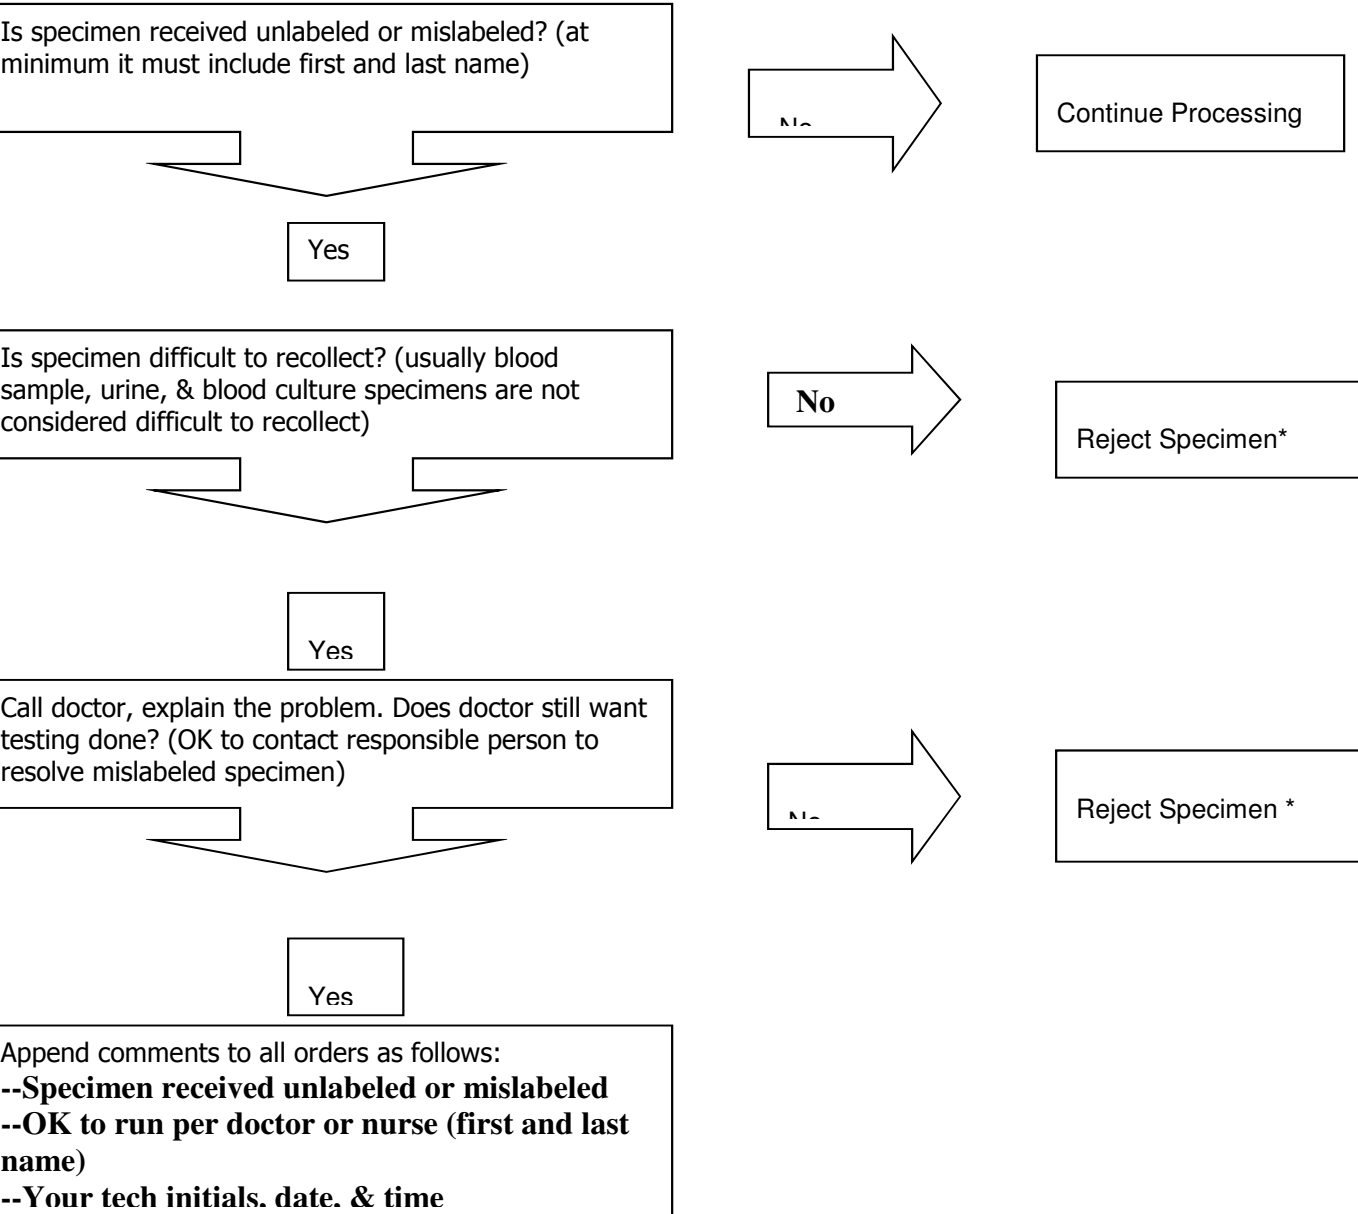 Is specimen received unlabeled or mislabeled? (at
minimum it must include first and last name)
No
Continue Processing
Yes
Is specimen difficult to recollect? (usually blood
sample, urine, & blood culture specimens are not
considered difficult to recollect)
No
Reject Specimen*
Yes
Call doctor, explain the problem. Does doctor still want
testing done? (OK to contact responsible person to
resolve mislabeled specimen)
No
Reject Specimen *
Yes
Append comments to all orders as follows:
--Specimen received unlabeled or mislabeled
--OK to run per doctor or nurse (first and last
name)
--Your tech initials, date, & time